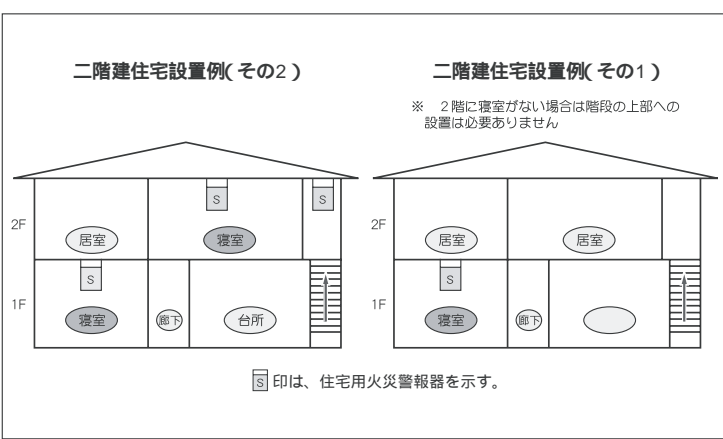 二階建住宅設置例(その2)
二階建住宅設置例(その1)
※ 2階に寝室がない場合は階段の上部への
設置は必要ありません
2F
居室
S
寝室
S
1F
S
寝室
廊下
台所
2F
居室
居室
1F
S
寝室
廊下
S 印は、住宅用火災警報器を示す。